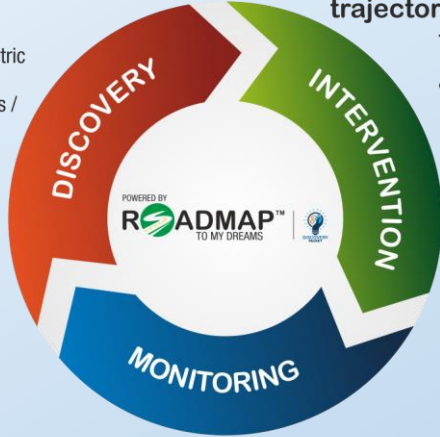 trajector
tric
s /
DISCOVERY
INTERVENTION
POWERED BY
ROADMAP™
TO MY DREAMS
MONITORING